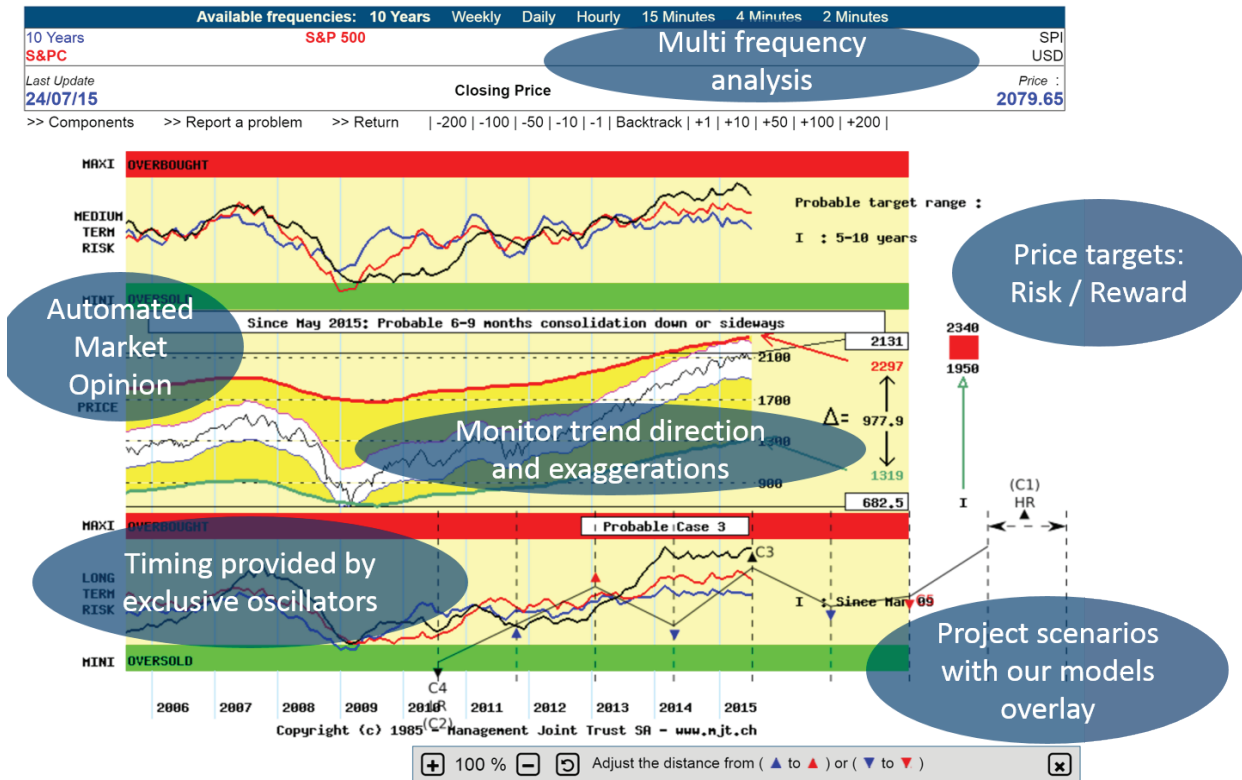 Available frequencies: 10 Years Weekly Daily Hourly 15 Minutes 4 Minutes 2 Minutes
10 Years S&P 500 SPI
S&PC USD
Multi frequency
analysis
Last Update Closing Price Price :
24/07/15 2079.65
>> Components >> Report a problem >> Return | -200 | -100 | -50 | -10 | -1 | Backtrack | +1 | +10 | +50 | +100 | +200 |
MAXI OVERBOUGHT
MEDIUM
TERM
RISK
Probable target range :
I : 5-10 years
Price targets:
Risk / Reward
MINI OVERSOLD
Automated
Market
Opinion
Since May 2015: Probable 6-9 months consolidation down or sideways
2340
1950
2131
2100
2297
1700
PRICE
Δ= 977.9
1300
1319
900
682.5
I
(C1)
HR
Monitor trend direction
and exaggerations
MAXI OVERBOUGHT
Probable Case 3
C3
LONG
TERM
RISK
Timing provided by
exclusive oscillators
I : Since Mar 09
C5
Project scenarios
with our models
overlay
MINI OVERSOLD
C4
HR
(C2)
2006 2007 2008 2009 2010 2011 2012 2013 2014 2015
Copyright (c) 1985 - Management Joint Trust SA - www.mjt.ch
+ 100 % - Adjust the distance from ( ▲ to ▲ ) or ( ▼ to ▼ ) x